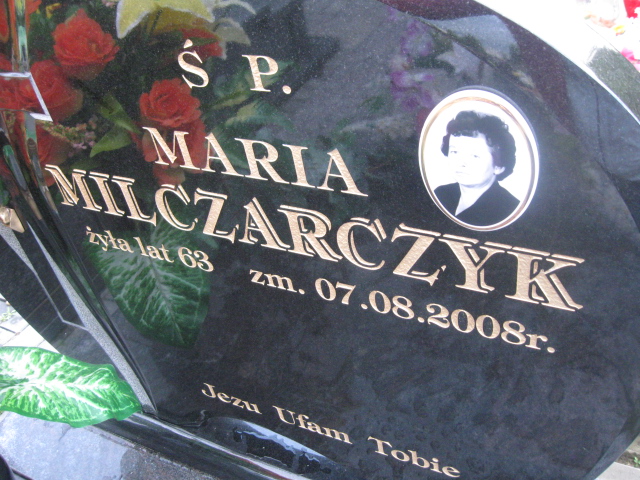 Ś P.
MARIA
MILCZARCZYK
żyła lat 63 zm. 07.08.2008r.
Jezu Ufam Tobie